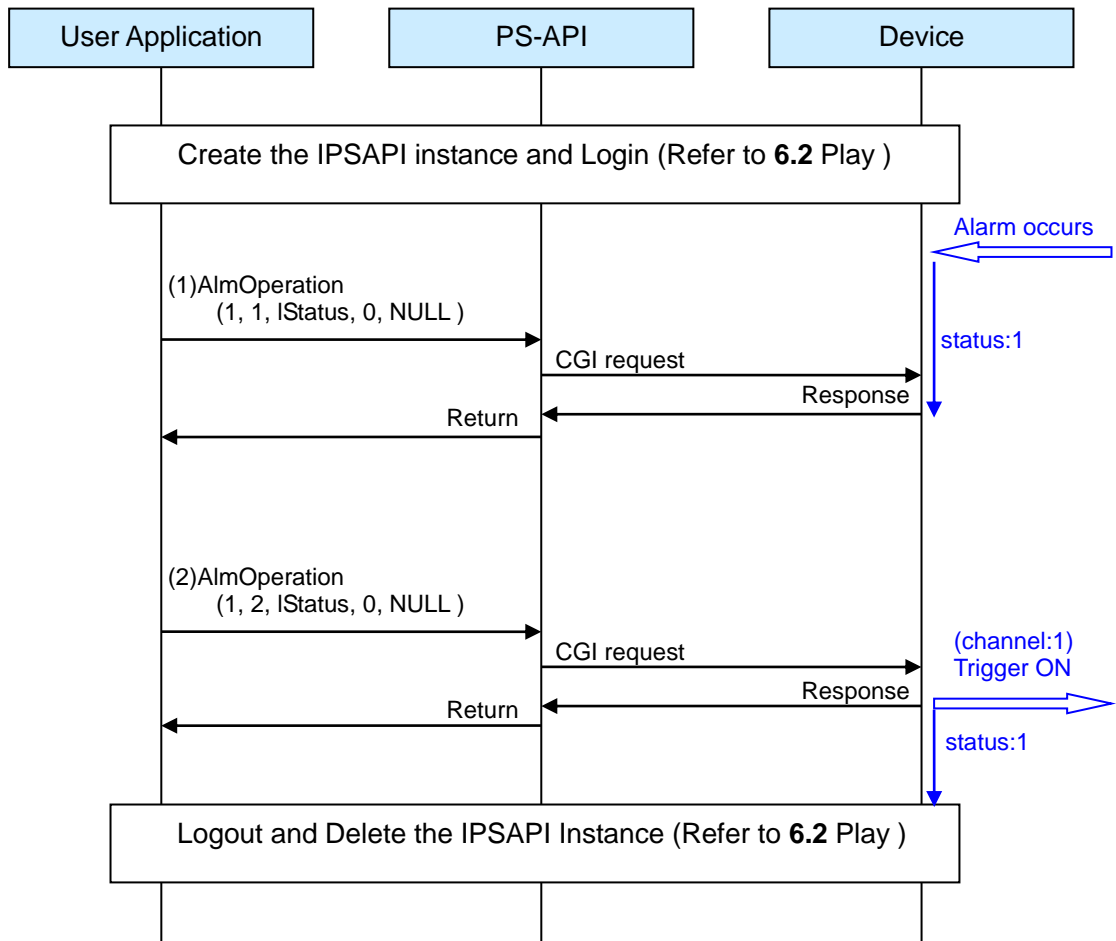 User Application
PS-API
Device
Create the IPSAPI instance and Login (Refer to 6.2 Play )
Alarm occurs
(1)AlmOperation
(1, 1, lStatus, 0, NULL )
status:1
CGI request
Response
Return
(2)AlmOperation
(1, 2, lStatus, 0, NULL )
(channel:1)
Trigger ON
CGI request
Response
Return
status:1
Logout and Delete the IPSAPI Instance (Refer to 6.2 Play )